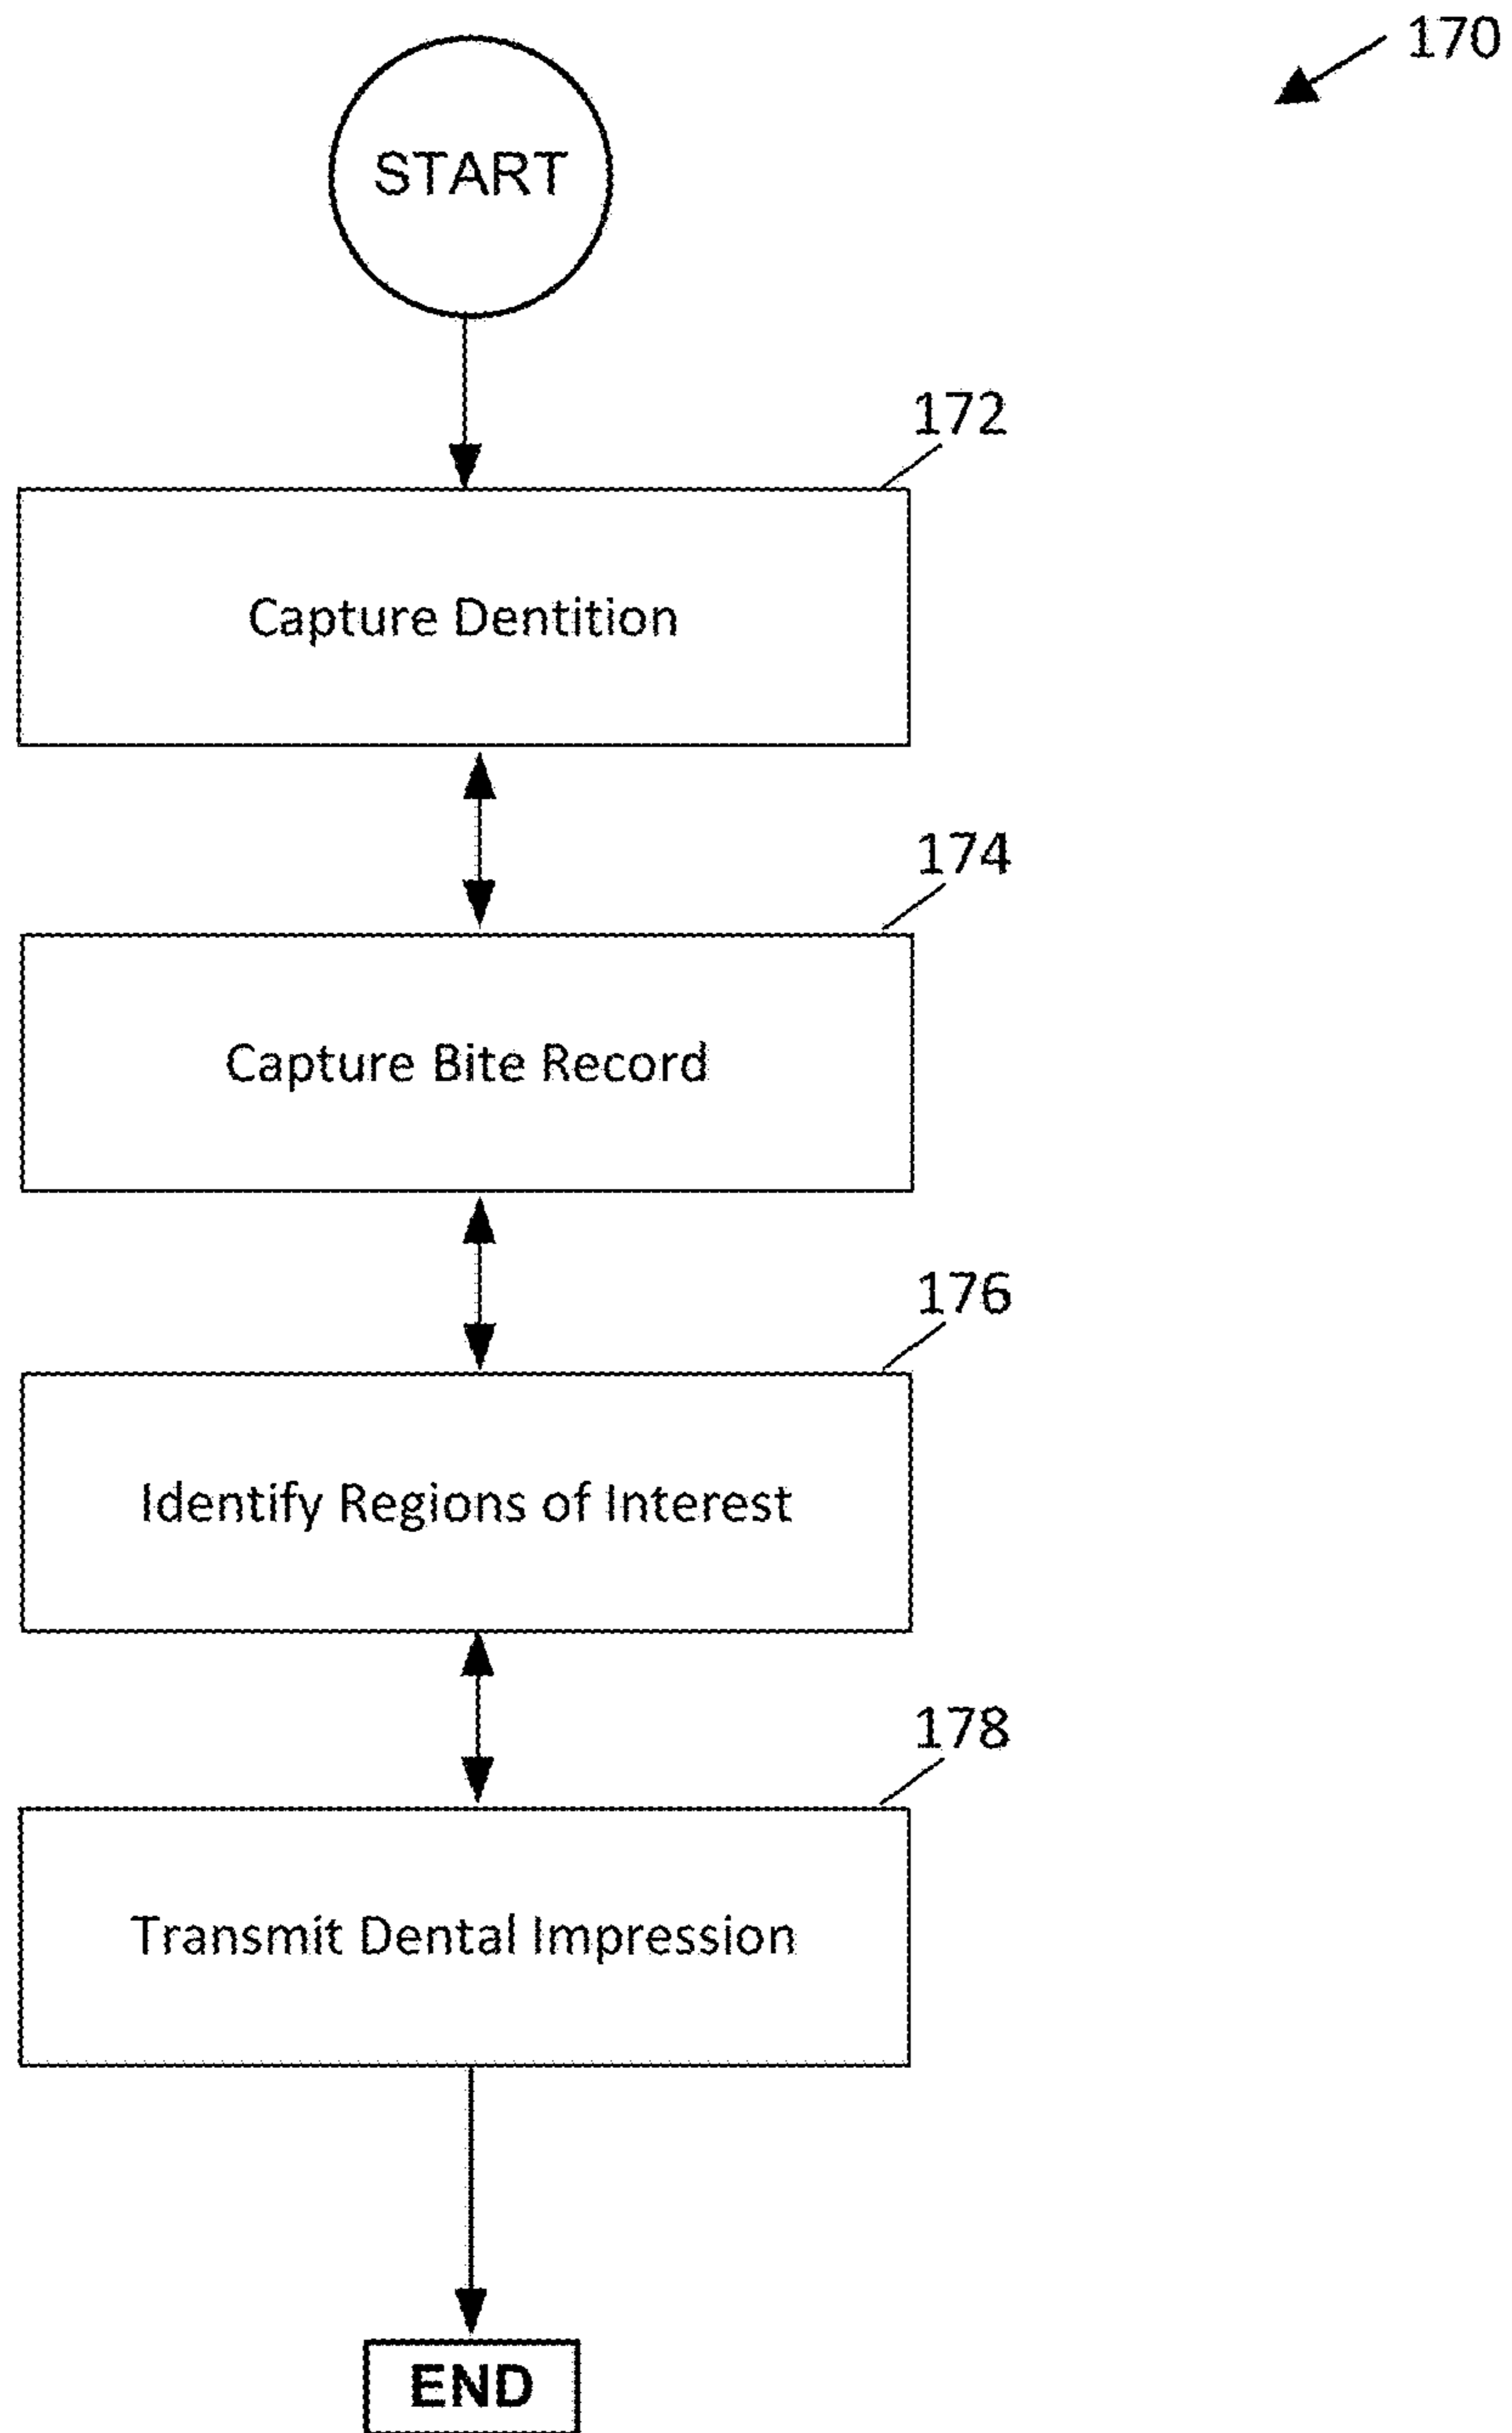 170
START
172
Capture Dentition
174
Capture Bite Record
176
Identify Regions of Interest
178
Transmit Dental Impression
END